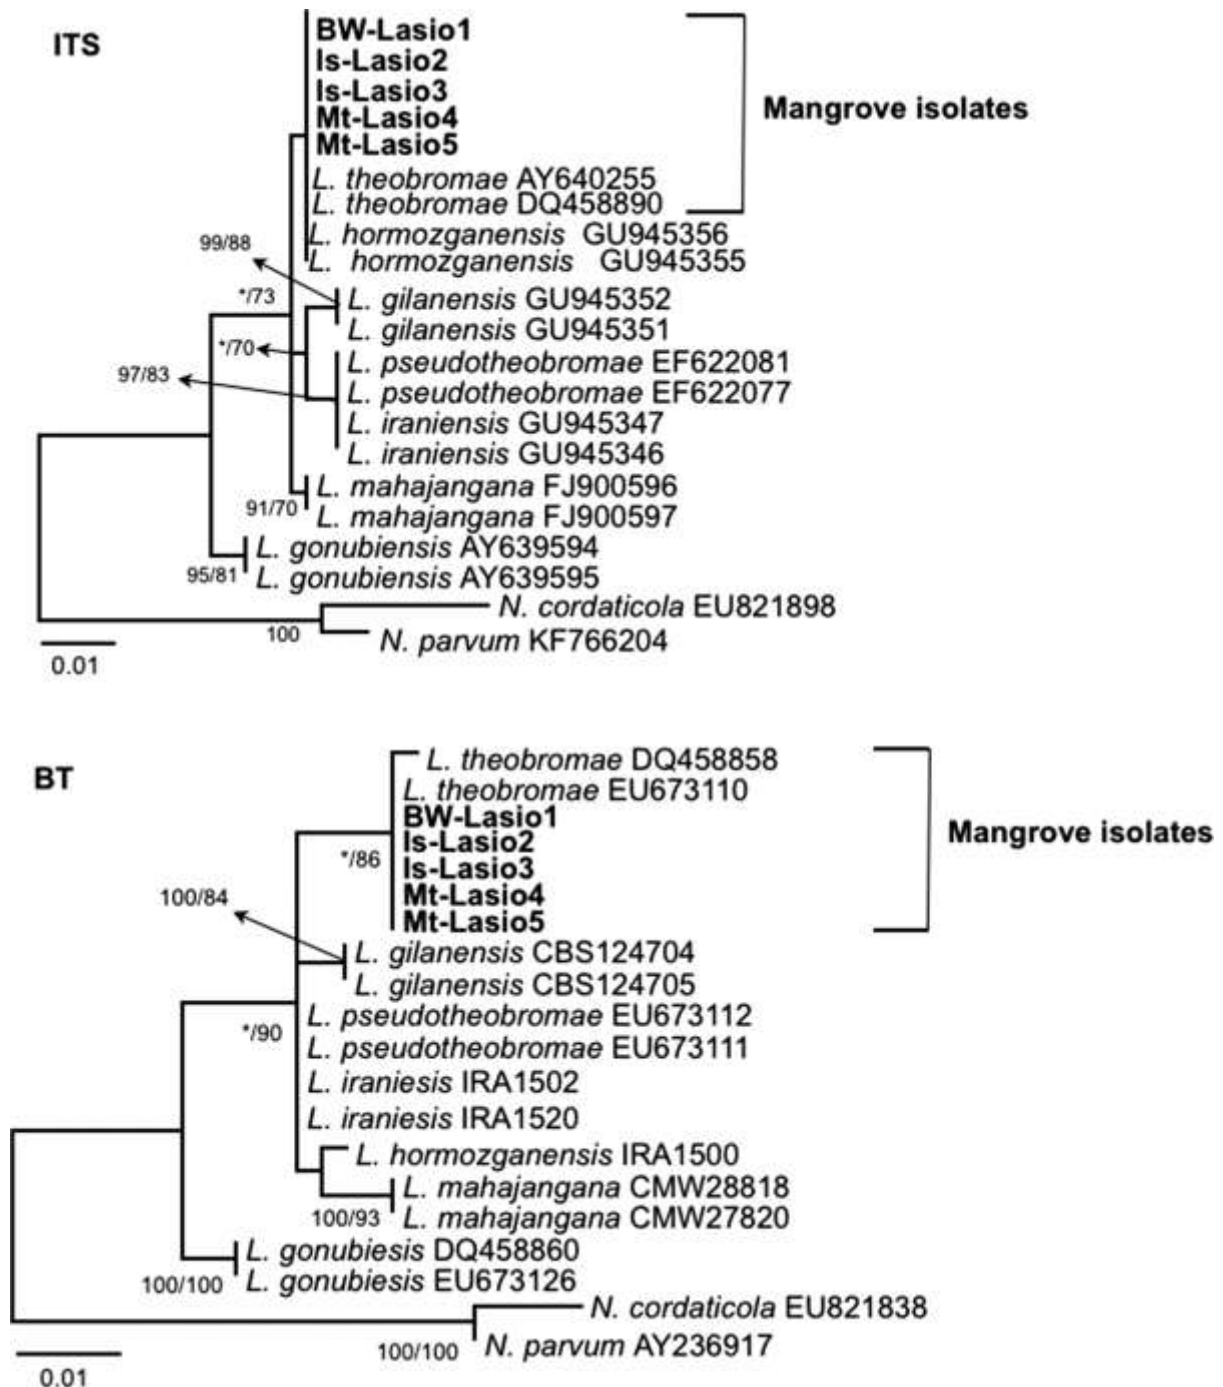 ITS
BW-Lasio1
Is-Lasio2
Is-Lasio3
Mt-Lasio4
Mt-Lasio5
Mangrove isolates
L. theobromae AY640255
L. theobromae DQ458890
L. hormozganensis GU945356
L. hormozganensis GU945355
99/88
*/73
L. gilanensis GU945352
L. gilanensis GU945351
*/70
97/83
L. pseudotheobromae EF622081
L. pseudotheobromae EF622077
L. iraniensis GU945347
L. iraniensis GU945346
L. mahajangana FJ900596
91/70
L. mahajangana FJ900597
L. gonubiensis AY639594
95/81
L. gonubiensis AY639595
N. cordaticola EU821898
100
N. parvum KF766204
0.01
BT
L. theobromae DQ458858
L. theobromae EU673110
BW-Lasio1
Is-Lasio2
Is-Lasio3
Mt-Lasio4
Mt-Lasio5
Mangrove isolates
*/86
100/84
L. gilanensis CBS124704
L. gilanensis CBS124705
L. pseudotheobromae EU673112
*/90
L. pseudotheobromae EU673111
L. iraniesis IRA1502
L. iraniesis IRA1520
L. hormozganensis IRA1500
L. mahajangana CMW28818
100/93
L. mahajangana CMW27820
L. gonubiesis DQ458860
100/100
L. gonubiesis EU673126
N. cordaticola EU821838
100/100
N. parvum AY236917
0.01